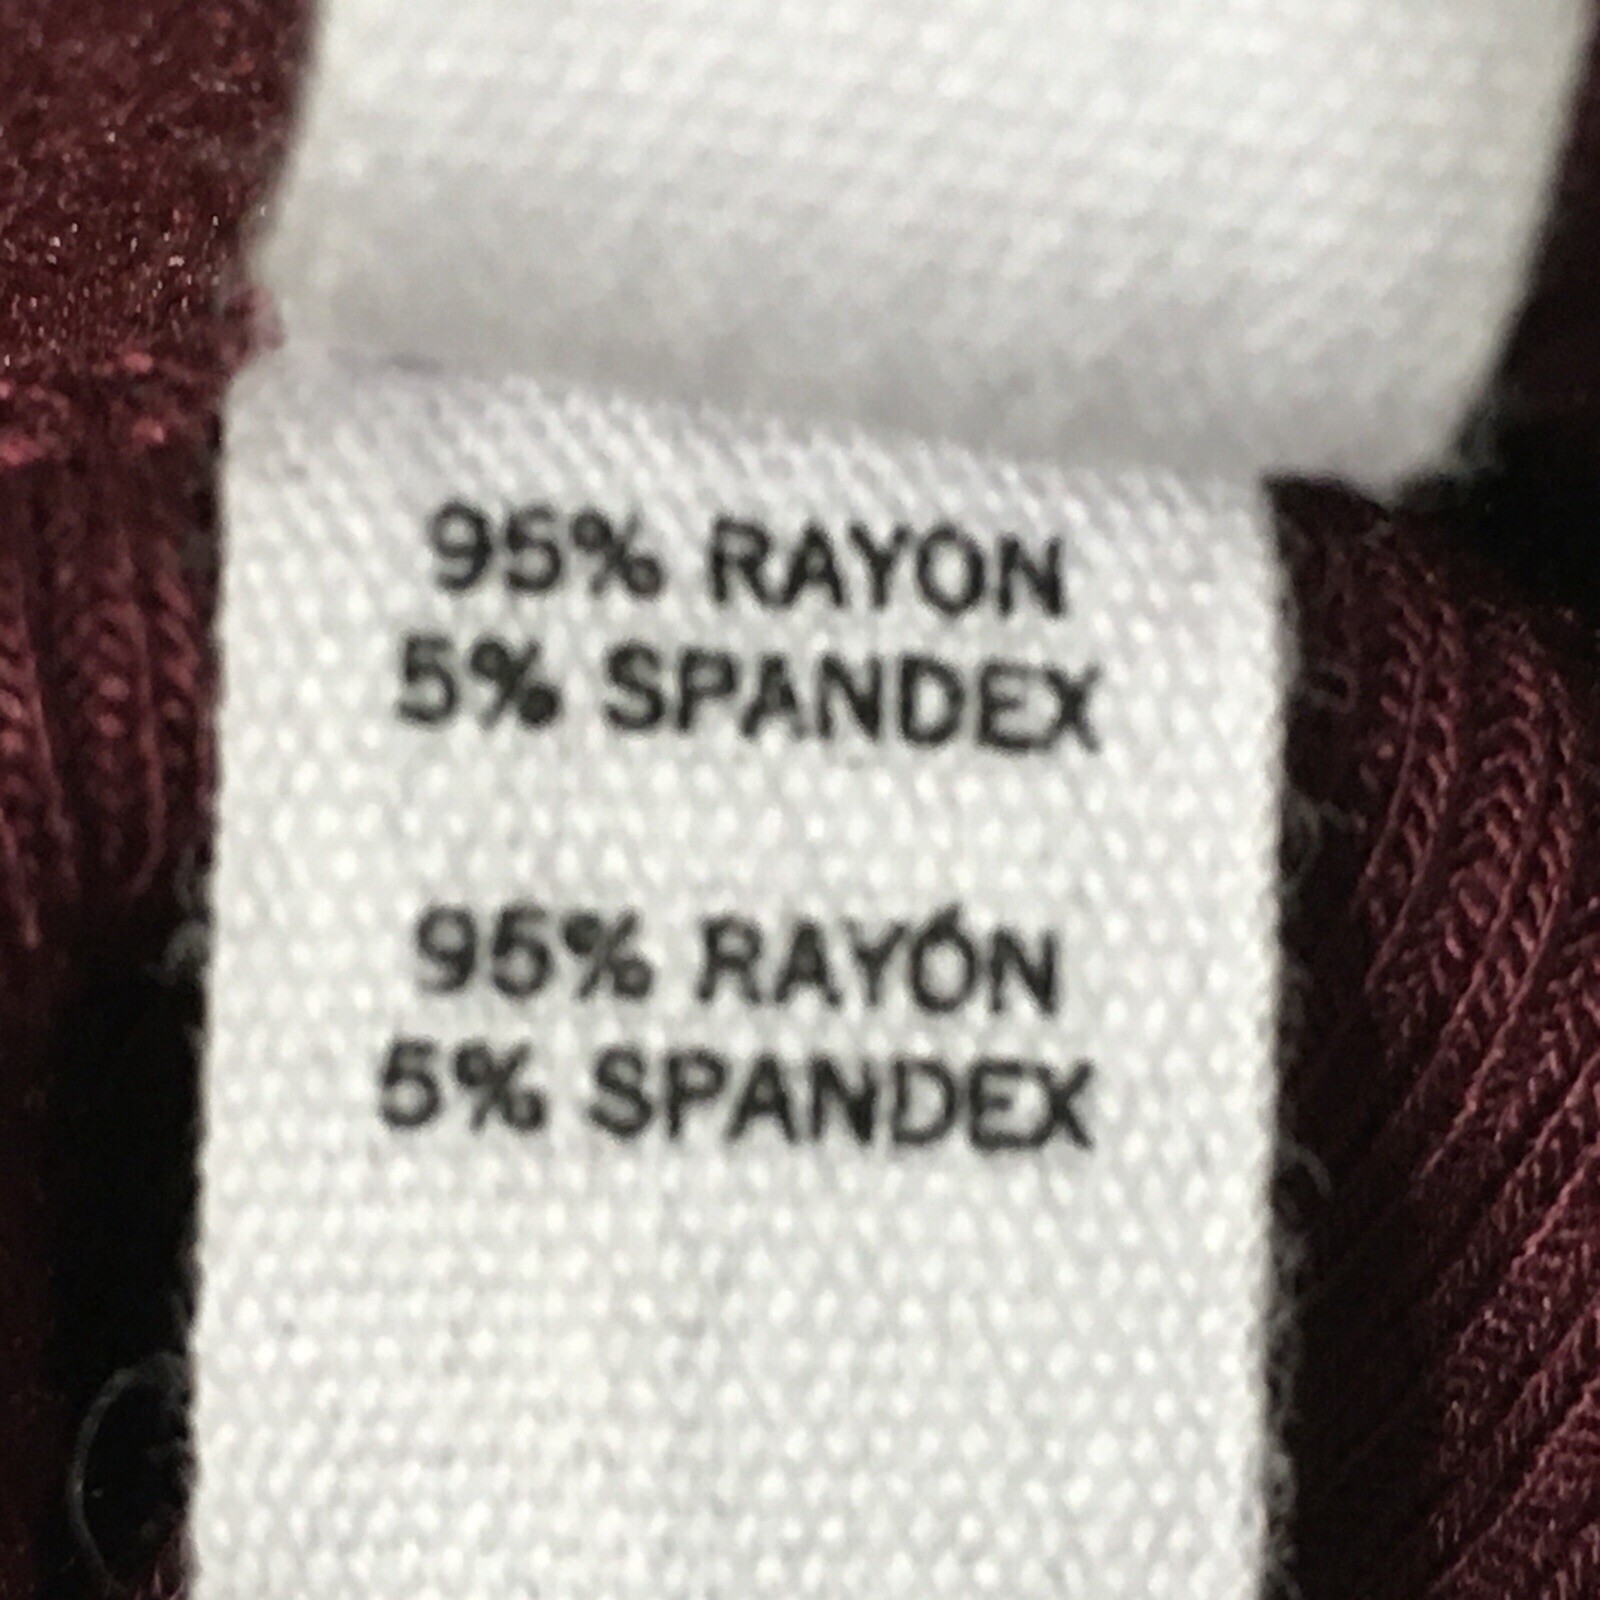 95% RAYON
5% SPANDEX
95% RAYÓN
5% SPANDEX